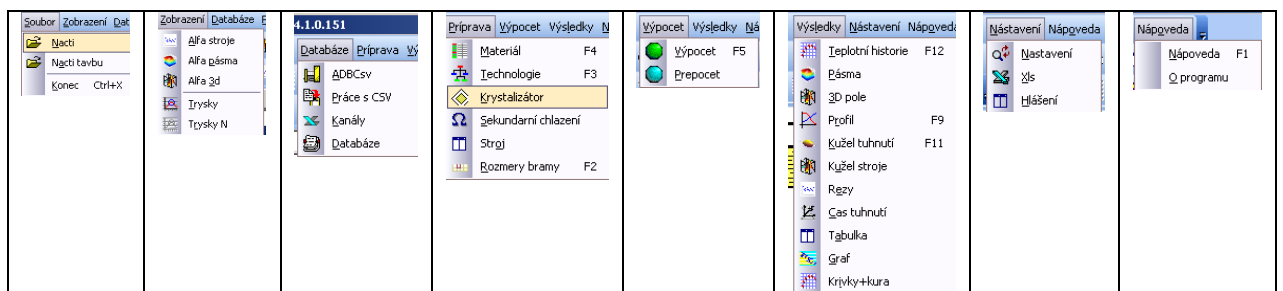 Soubor Zobrazení Dat
Nacti
Nacti tavbu
Konec Ctrl+X
Zobrazení Databáze
Alfa stroje
Alfa pásma
Alfa 3d
Trysky
Trysky N
4.1.0.151
Databáze Príprava Vý
ADBCsv
Práce s CSV
Kanály
Databáze
Príprava Výpocet Výsledky N
Materiál F4
Technologie F3
Krystalizátor
Sekundarní chlazení
Stroj
Rozmery bramy F2
Výpocet Výsledky Ná
Výpocet F5
Prepocet
Výsledky Nástavení Nápoveda
Teplotní historie F12
Pásma
3D pole
Profil F9
Kužel tuhnutí F11
Kužel stroje
Rezy
Cas tuhnutí
Tabulka
Graf
Krivky+kura
Nástavení Nápoveda
Nastavení
Xls
Hlášení
Nápoveda
Nápoveda F1
O programu